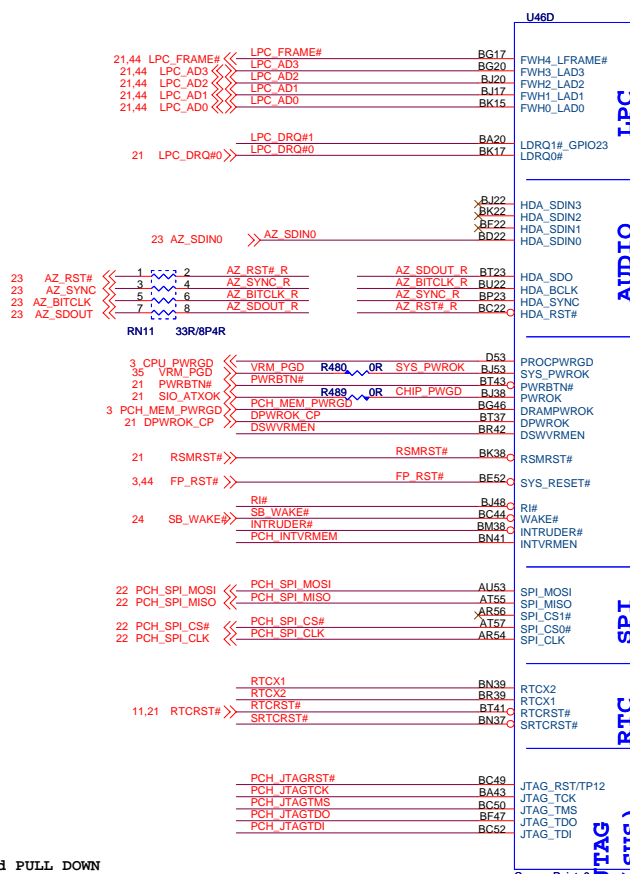 U46D
21,44 LPC_FRAME# LPC_FRAME# BG17 FWH4_LFRAME#
21,44 LPC_AD3 LPC_AD3 BG20 FWH3_LAD3
21,44 LPC_AD2 LPC_AD2 BJ20 FWH2_LAD2
21,44 LPC_AD1 LPC_AD1 BJ17 FWH1_LAD1
21,44 LPC_AD0 LPC_AD0 BK15 FWH0_LAD0
LPC
LPC_DRQ#1 BA20 LDRQ1#_GPIO23
21 LPC_DRQ#0 LPC_DRQ#0 BK17 LDRQ0#
BJ22 HDA_SDIN3
BK22 HDA_SDIN2
BF22 HDA_SDIN1
23 AZ_SDIN0 AZ_SDIN0 BD22 HDA_SDIN0
AUDIO
23 AZ_RST# 1 2 AZ_RST#_R AZ_SDOUT_R BT23 HDA_SDO
23 AZ_SYNC 3 4 AZ_SYNC_R AZ_BITCLK_R BU22 HDA_BCLK
23 AZ_BITCLK 5 6 AZ_BITCLK_R AZ_SYNC_R BP23 HDA_SYNC
23 AZ_SDOUT 7 8 AZ_SDOUT_R AZ_RST#_R BC22 HDA_RST#
RN11 33R/8P4R
3 CPU_PWRGD D53 PROCPWRGD
35 VRM_PGD VRM_PGD R480 0R SYS_PWROK BJ53 SYS_PWROK
21 PWRBTN# PWRBTN# BT43 PWRBTN#
21 SIO_ATXOK R489 0R CHIP_PWGD BJ38 PWROK
3 PCH_MEM_PWRGD PCH_MEM_PWRGD BG46 DRAMPWROK
21 DPWROK_CP DPWROK_CP BT37 DPWROK
DSWVRMEN BR42 DSWVRMEN
21 RSMRST# RSMRST# BK38 RSMRST#
3,44 FP_RST# FP_RST# BE52 SYS_RESET#
RI# BJ48 RI#
24 SB_WAKE# SB_WAKE# BC44 WAKE#
INTRUDER# BM38 INTRUDER#
PCH_INTVRMEM BN41 INTVRMEN
22 PCH_SPI_MOSI PCH_SPI_MOSI AU53 SPI_MOSI
22 PCH_SPI_MISO PCH_SPI_MISO AT55 SPI_MISO
AR56 SPI_CS1#
22 PCH_SPI_CS# PCH_SPI_CS# AT57 SPI_CS0#
22 PCH_SPI_CLK PCH_SPI_CLK AR54 SPI_CLK
SPI
RTCX1 BN39 RTCX2
RTCX2 BR39 RTCX1
11,21 RTCRST# RTCRST# BT41 RTCRST#
SRTCRST# BN37 SRTCRST#
RTC
PCH_JTAGRST# BC49 JTAG_RST/TP12
PCH_JTAGTCK BA43 JTAG_TCK
PCH_JTAGTMS BC50 JTAG_TMS
PCH_JTAGTDO BF47 JTAG_TDO
PCH_JTAGTDI BC52 JTAG_TDI
JTAG
PULL DOWN